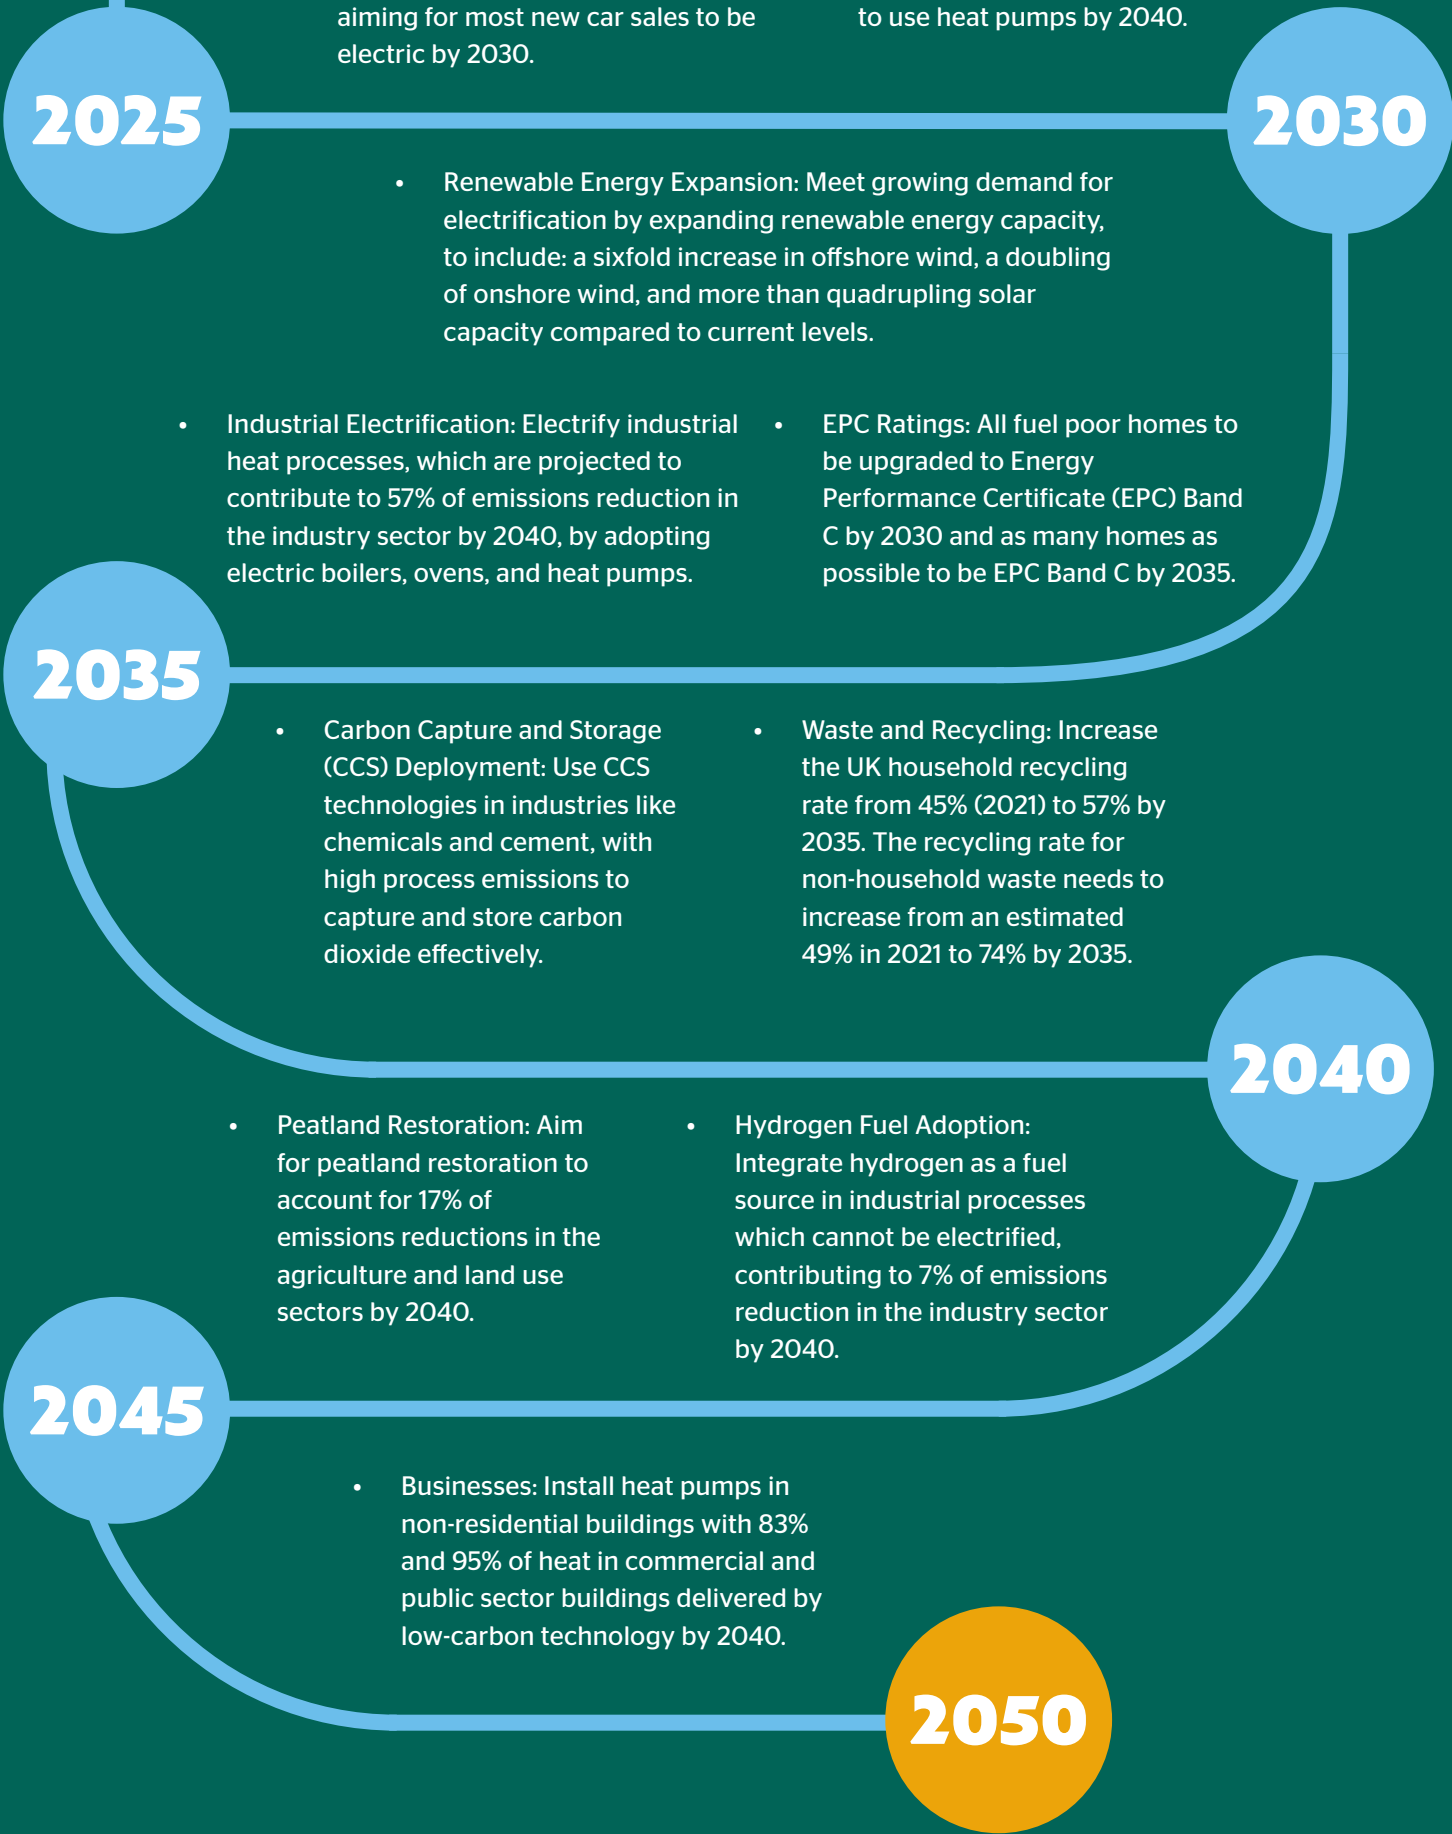 aiming for most new car sales to be
electric by 2030.
to use heat pumps by 2040.
2025
2030
• Renewable Energy Expansion: Meet growing demand for
electrification by expanding renewable energy capacity,
to include: a sixfold increase in offshore wind, a doubling
of onshore wind, and more than quadrupling solar
capacity compared to current levels.
• Industrial Electrification: Electrify industrial
heat processes, which are projected to
contribute to 57% of emissions reduction in
the industry sector by 2040, by adopting
electric boilers, ovens, and heat pumps.
• EPC Ratings: All fuel poor homes to
be upgraded to Energy
Performance Certificate (EPC) Band
C by 2030 and as many homes as
possible to be EPC Band C by 2035.
2035
• Carbon Capture and Storage
(CCS) Deployment: Use CCS
technologies in industries like
chemicals and cement, with
high process emissions to
capture and store carbon
dioxide effectively.
• Waste and Recycling: Increase
the UK household recycling
rate from 45% (2021) to 57% by
2035. The recycling rate for
non-household waste needs to
increase from an estimated
49% in 2021 to 74% by 2035.
2040
• Peatland Restoration: Aim
for peatland restoration to
account for 17% of
emissions reductions in the
agriculture and land use
sectors by 2040.
• Hydrogen Fuel Adoption:
Integrate hydrogen as a fuel
source in industrial processes
which cannot be electrified,
contributing to 7% of emissions
reduction in the industry sector
by 2040.
2045
• Businesses: Install heat pumps in
non-residential buildings with 83%
and 95% of heat in commercial and
public sector buildings delivered by
low-carbon technology by 2040.
2050